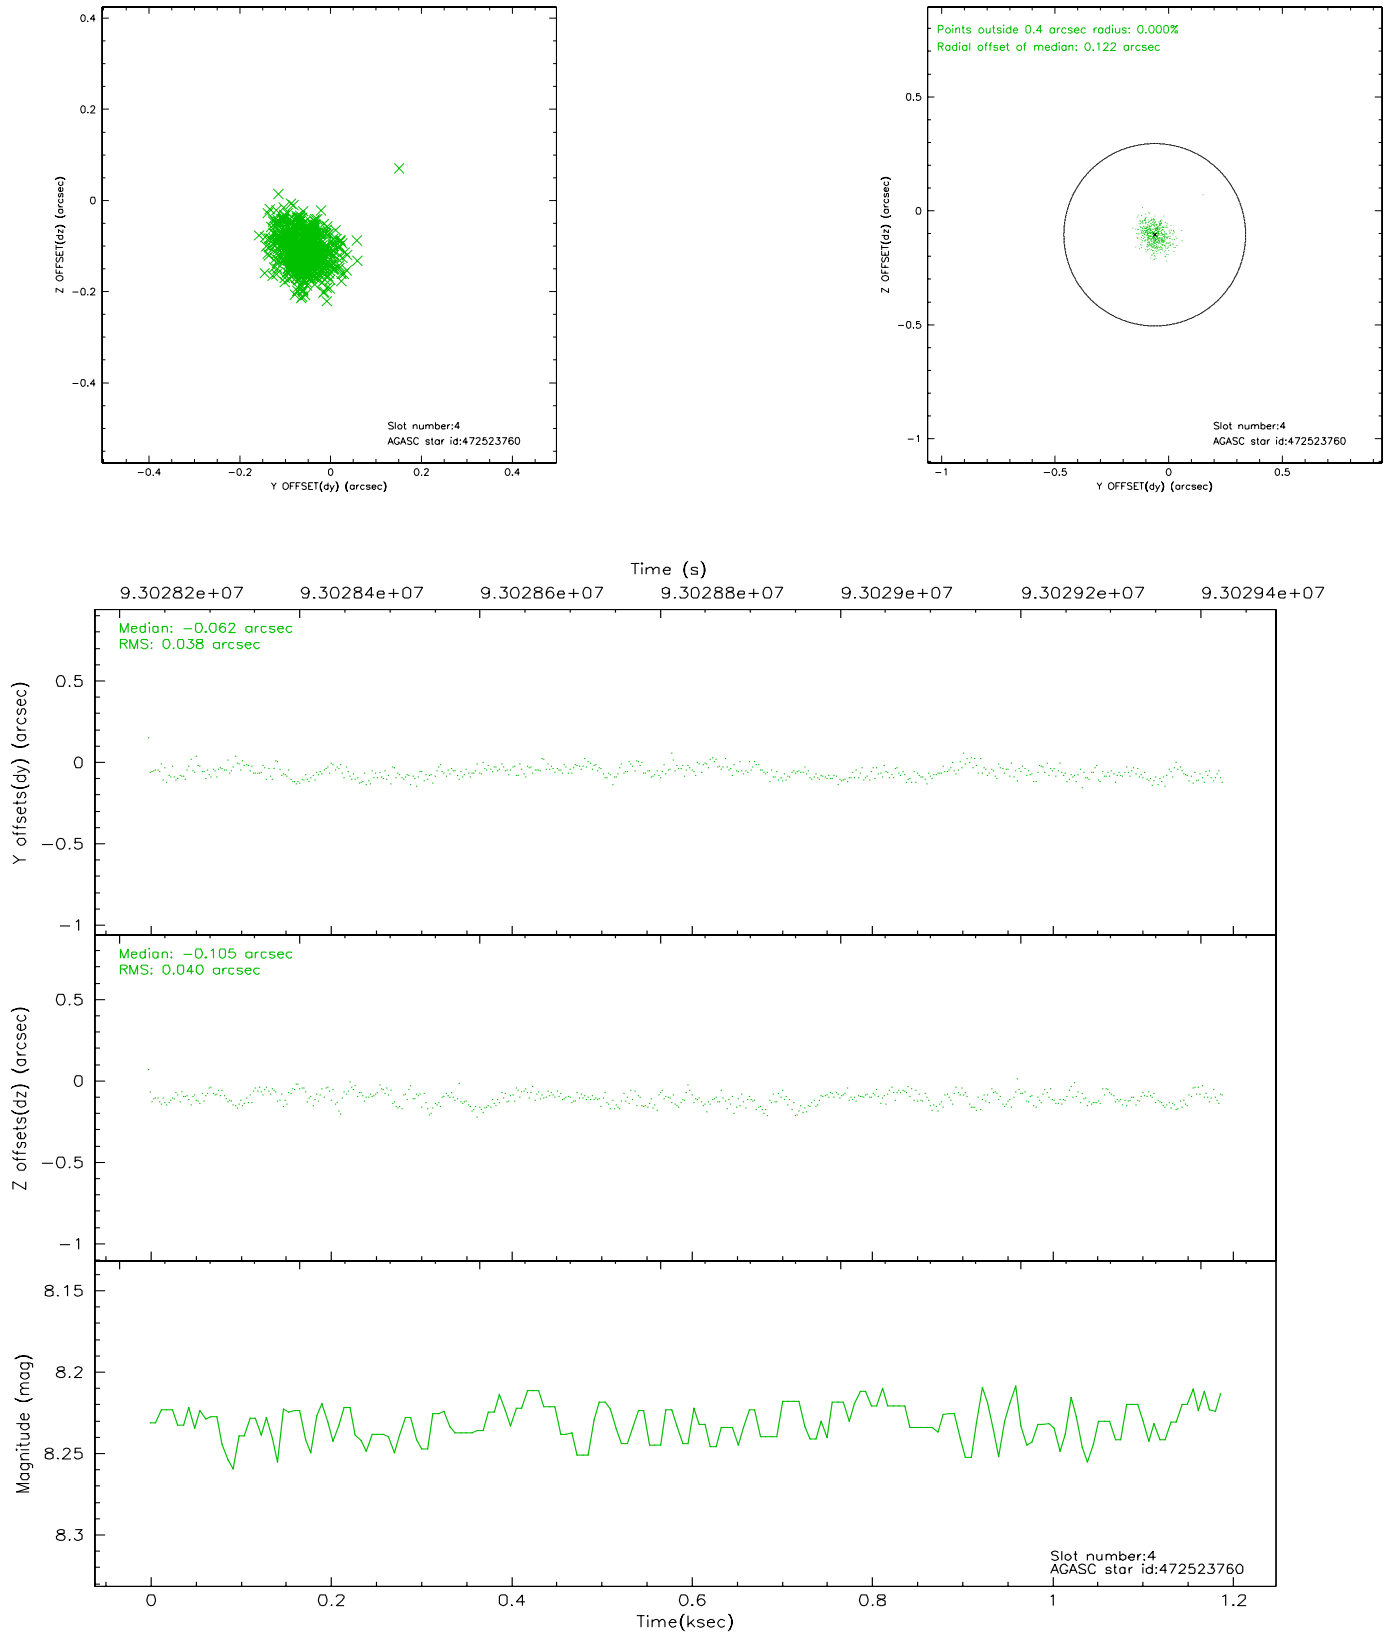 0.4
0.2
0
−0.2
−0.4
Z OFFSET(dz) (arcsec)
Slot number:4
AGASC star id:472523760
−0.4 −0.2 0 0.2 0.4
Y OFFSET(dy) (arcsec)
Points outside 0.4 arcsec radius: 0.000%
Radial offset of median: 0.122 arcsec
0.5
0
−0.5
−1
Z OFFSET(dz) (arcsec)
Slot number:4
AGASC star id:472523760
−1 −0.5 0 0.5
Y OFFSET(dy) (arcsec)
Time (s)
9.30282e+07 9.30284e+07 9.30286e+07 9.30288e+07 9.3029e+07 9.30292e+07 9.30294e+07
Median: −0.062 arcsec
RMS: 0.038 arcsec
0.5
0
−0.5
−1
Y offsets(dy) (arcsec)
Median: −0.105 arcsec
RMS: 0.040 arcsec
0.5
0
−0.5
−1
Z offsets(dz) (arcsec)
8.15
8.2
8.25
8.3
Magnitude (mag)
Slot number:4
AGASC star id:472523760
0 0.2 0.4 0.6 0.8 1 1.2
Time(ksec)